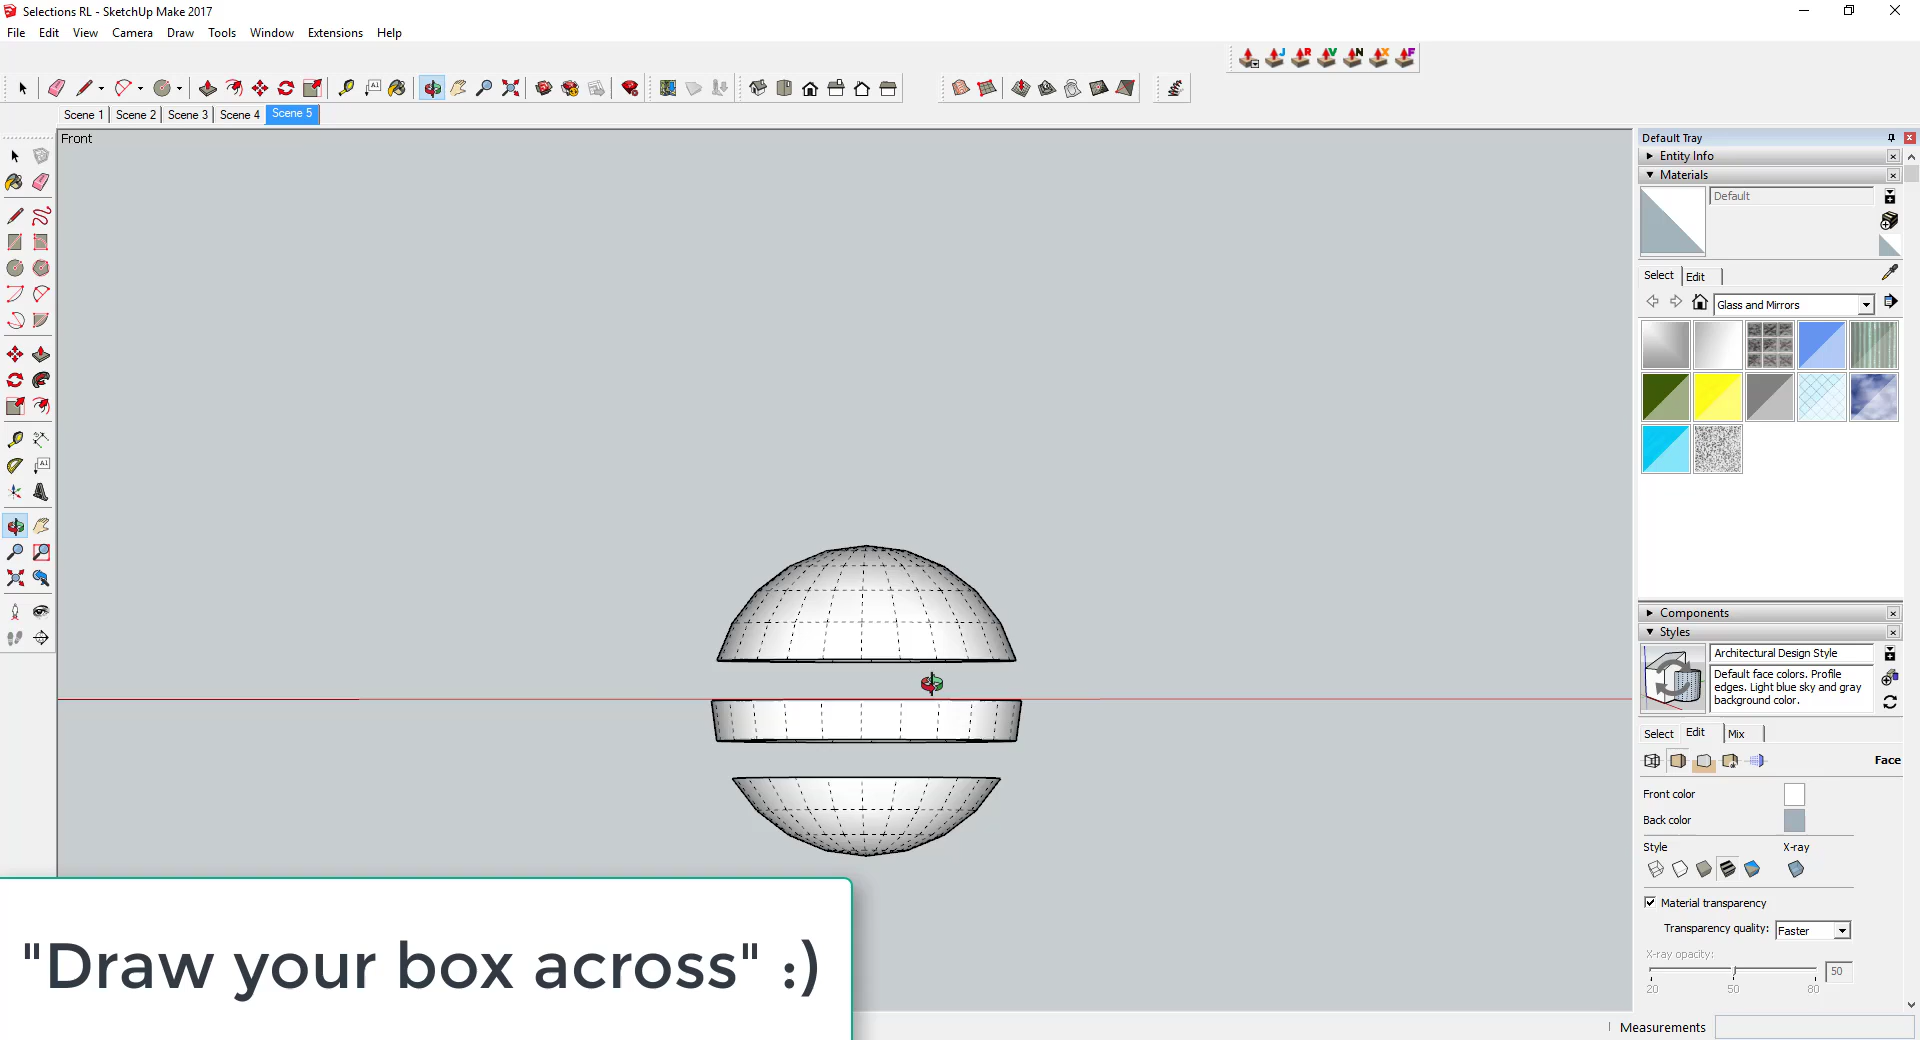 Selections RL - SketchUp Make 2017
File Edit View Camera Draw Tools Window Extensions Help
J R V N X F
A1
Scene 1 Scene 2 Scene 3 Scene 4 Scene 5
Front
Default Tray
Entity Info
Materials
Default
Select Edit
Glass and Mirrors
A1
Components
Styles
Architectural Design Style
Default face colors. Profile
edges. Light blue sky and gray
background color.
Select Edit Mix
Face
Front color
Back color
Style X-ray
Material transparency
Transparency quality: Faster
X-ray opacity:
50
20 50 80
"Draw your box across" :)
Measurements